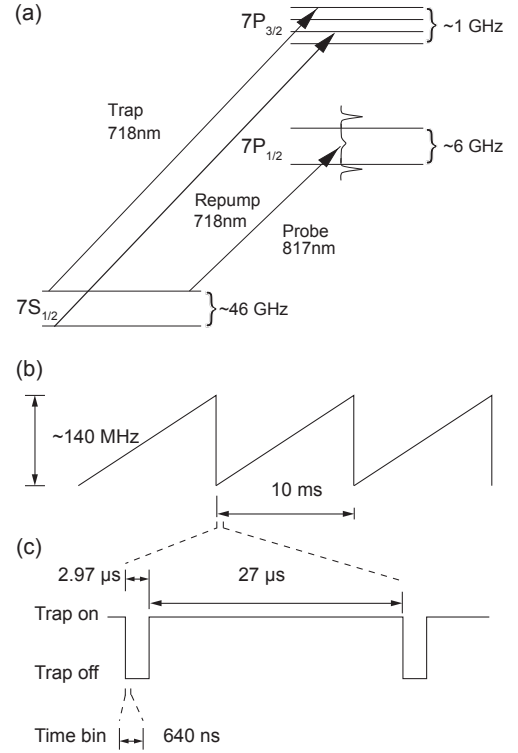 (a)
7P3/2
~1 GHz
Trap
718nm
7P1/2
~6 GHz
Repump
718nm
Probe
817nm
7S1/2
~46 GHz
(b)
~140 MHz
10 ms
(c)
2.97 μs
27 μs
Trap on
Trap off
Time bin
640 ns